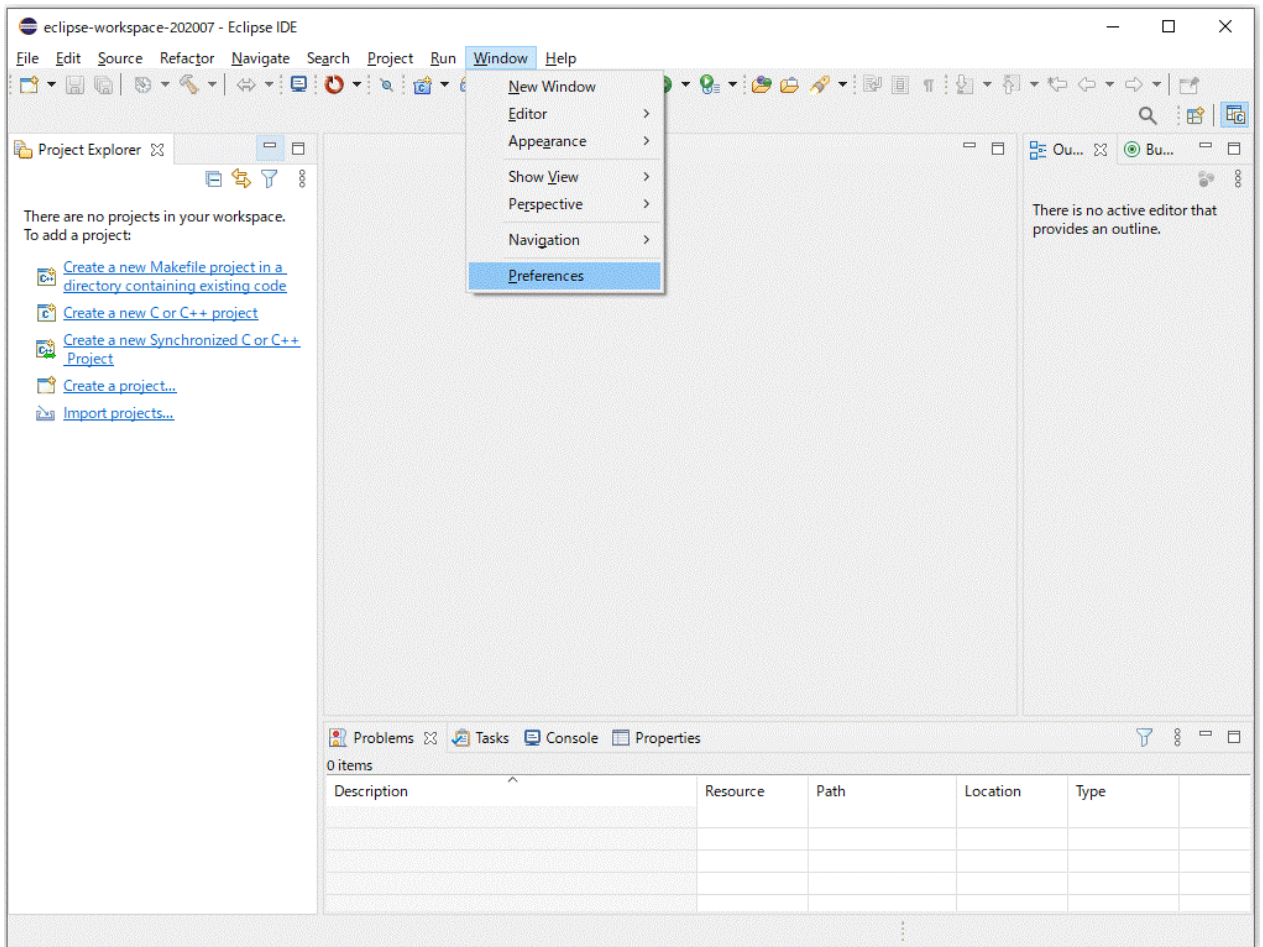 eclipse-workspace-202007 - Eclipse IDE
File Edit Source Refactor Navigate Search Project Run Window Help
New Window
Editor
Appearance
Show View
Perspective
Navigation
Preferences
Project Explorer
There are no projects in your workspace.
To add a project:
Create a new Makefile project in a
directory containing existing code
Create a new C or C++ project
Create a new Synchronized C or C++
Project
Create a project...
Import projects...
Ou... Bu...
There is no active editor that
provides an outline.
Problems Tasks Console Properties
0 items
Description Resource Path Location Type